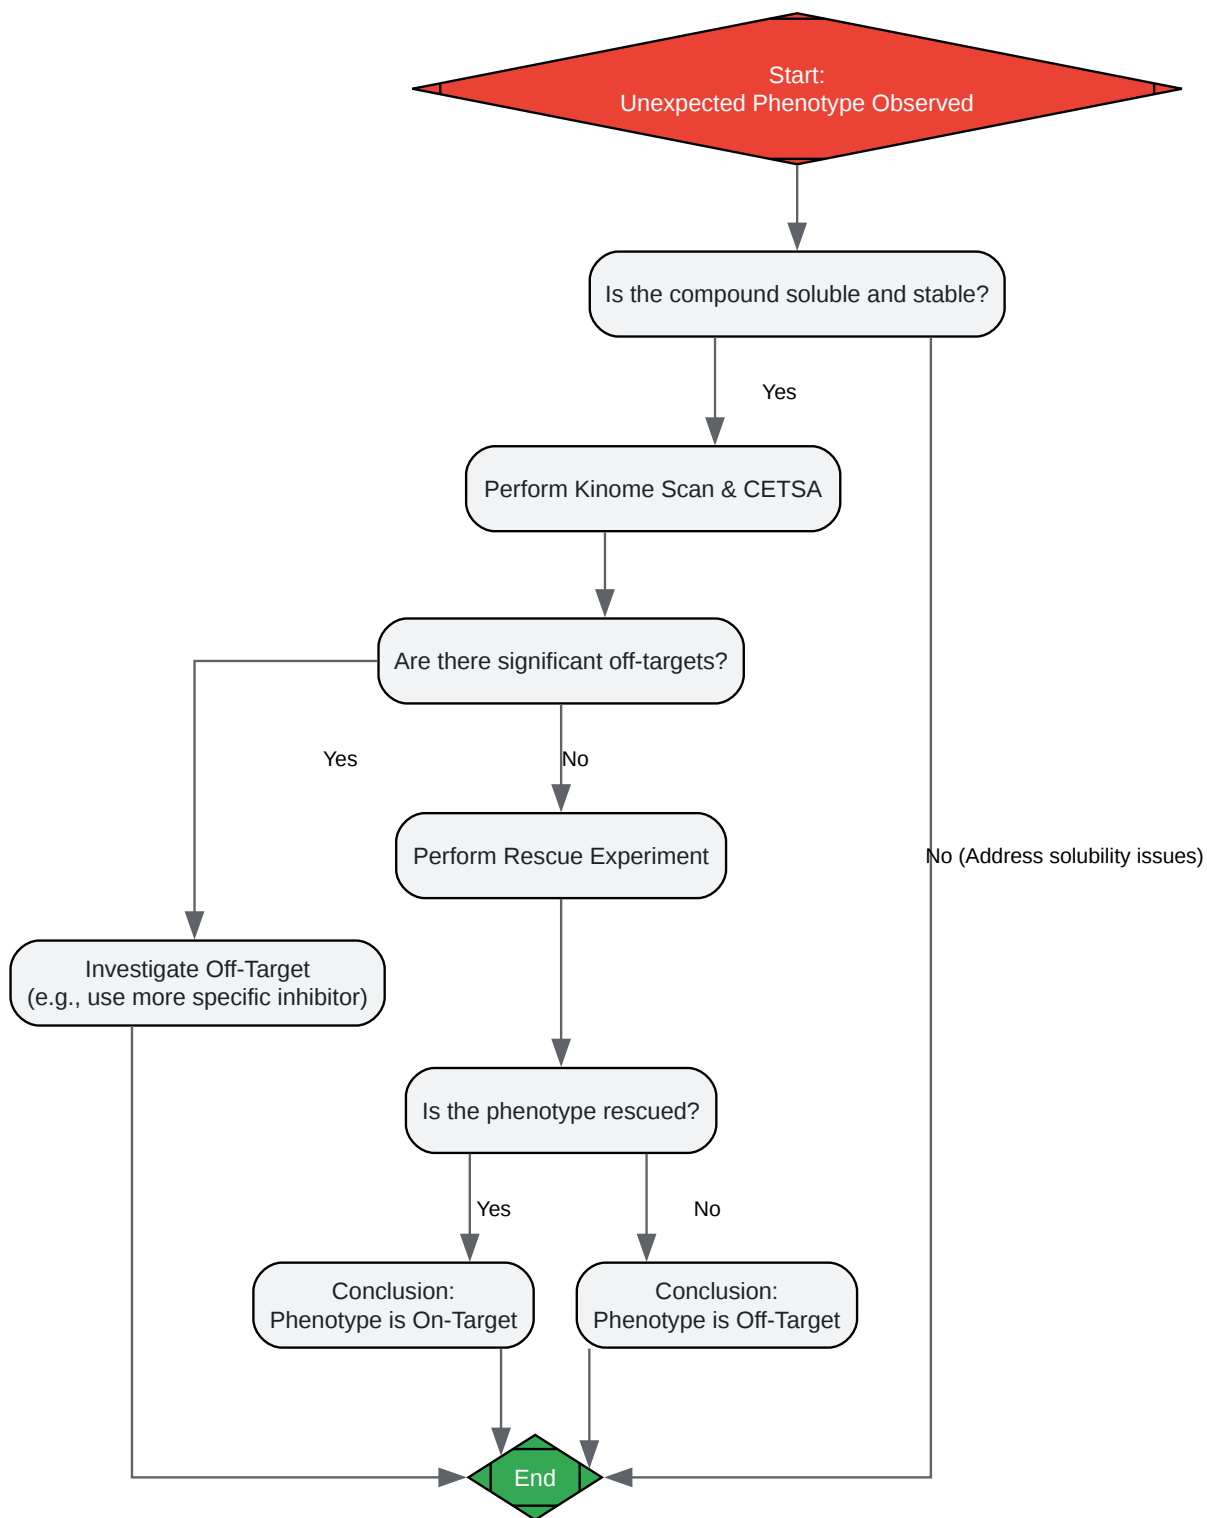 Start:
Unexpected Phenotype Observed
Is the compound soluble and stable?
Yes
Perform Kinome Scan & CETSA
Are there significant off-targets?
Yes
No
Perform Rescue Experiment
No (Address solubility issues)
Investigate Off-Target
(e.g., use more specific inhibitor)
Is the phenotype rescued?
Yes
No
Conclusion:
Phenotype is On-Target
Conclusion:
Phenotype is Off-Target
End